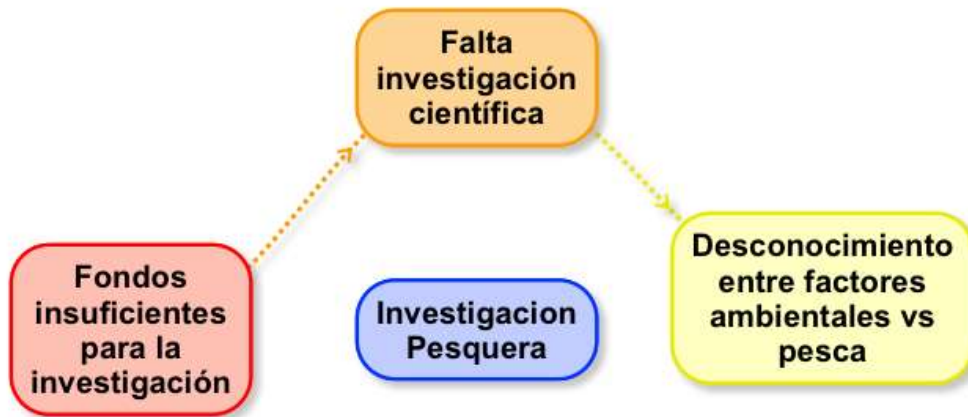 Falta
investigación
científica
Fondos
insuficientes
para la
investigación
Investigacion
Pesquera
Desconocimiento
entre factores
ambientales vs
pesca